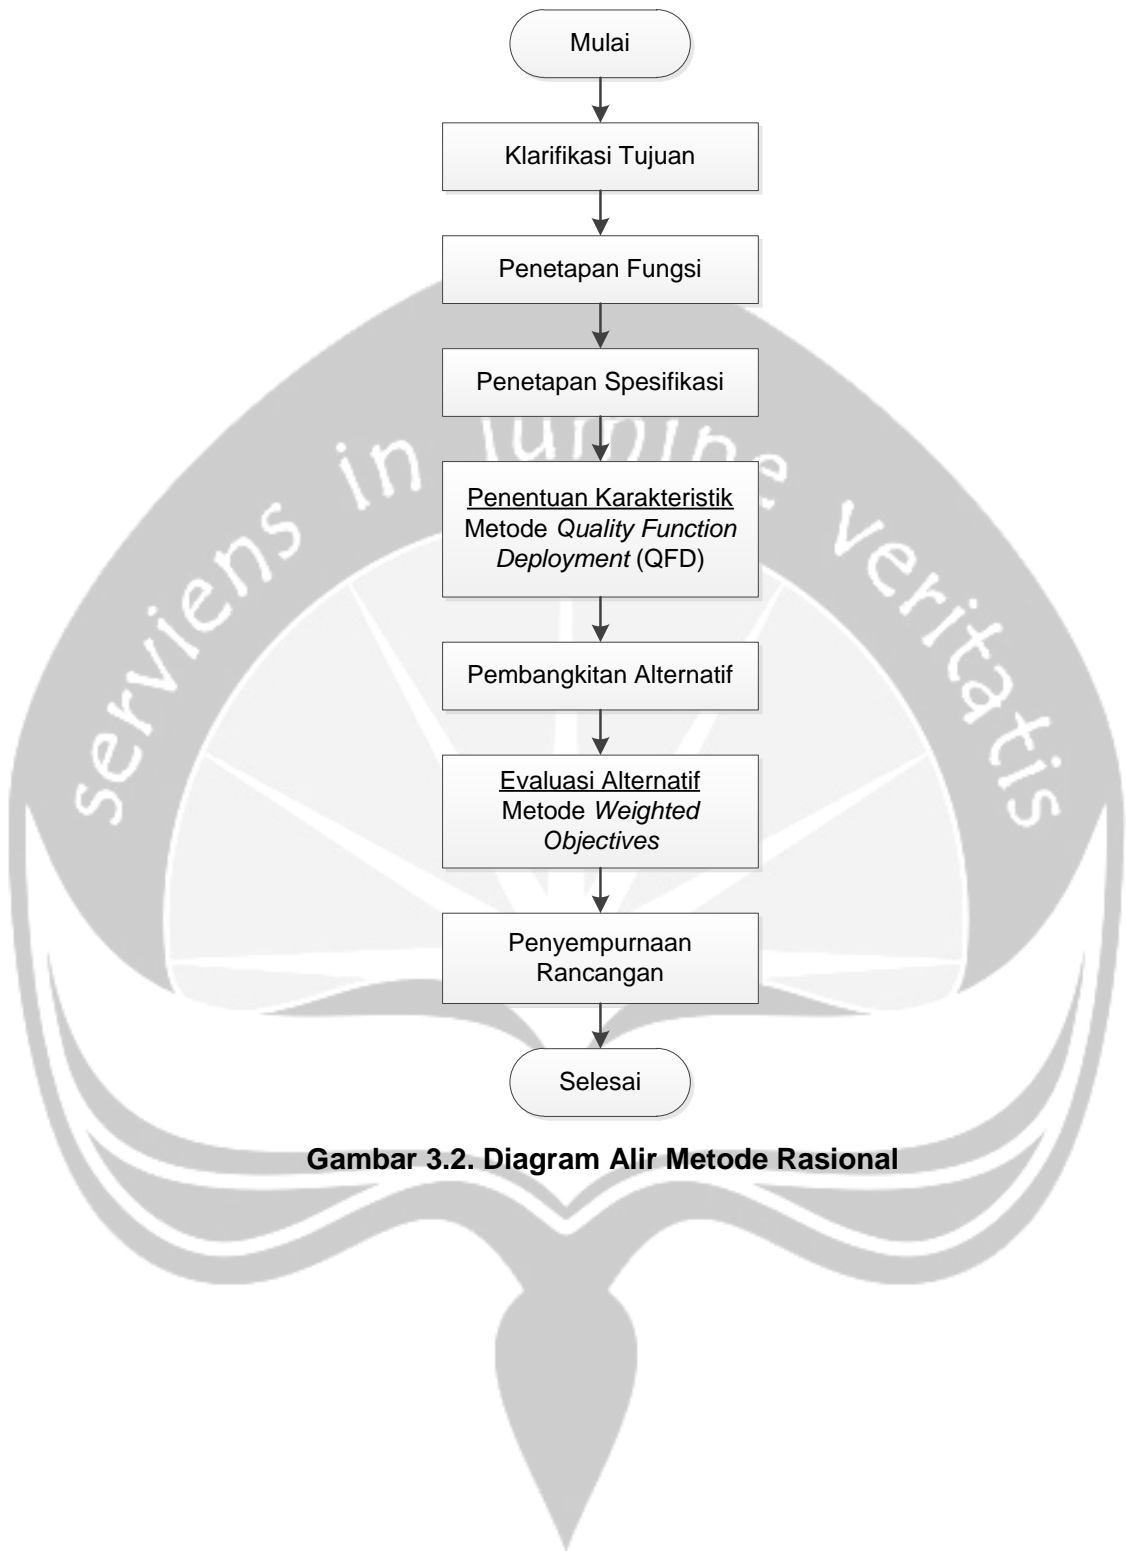 Mulai
Klarifikasi Tujuan
Penetapan Fungsi
Penetapan Spesifikasi
serviens in lumine veritatis
Penentuan Karakteristik
Metode Quality Function
Deployment (QFD)
Pembangkitan Alternatif
Evaluasi Alternatif
Metode Weighted
Objectives
Penyempurnaan
Rancangan
Selesai
Gambar 3.2. Diagram Alir Metode Rasional